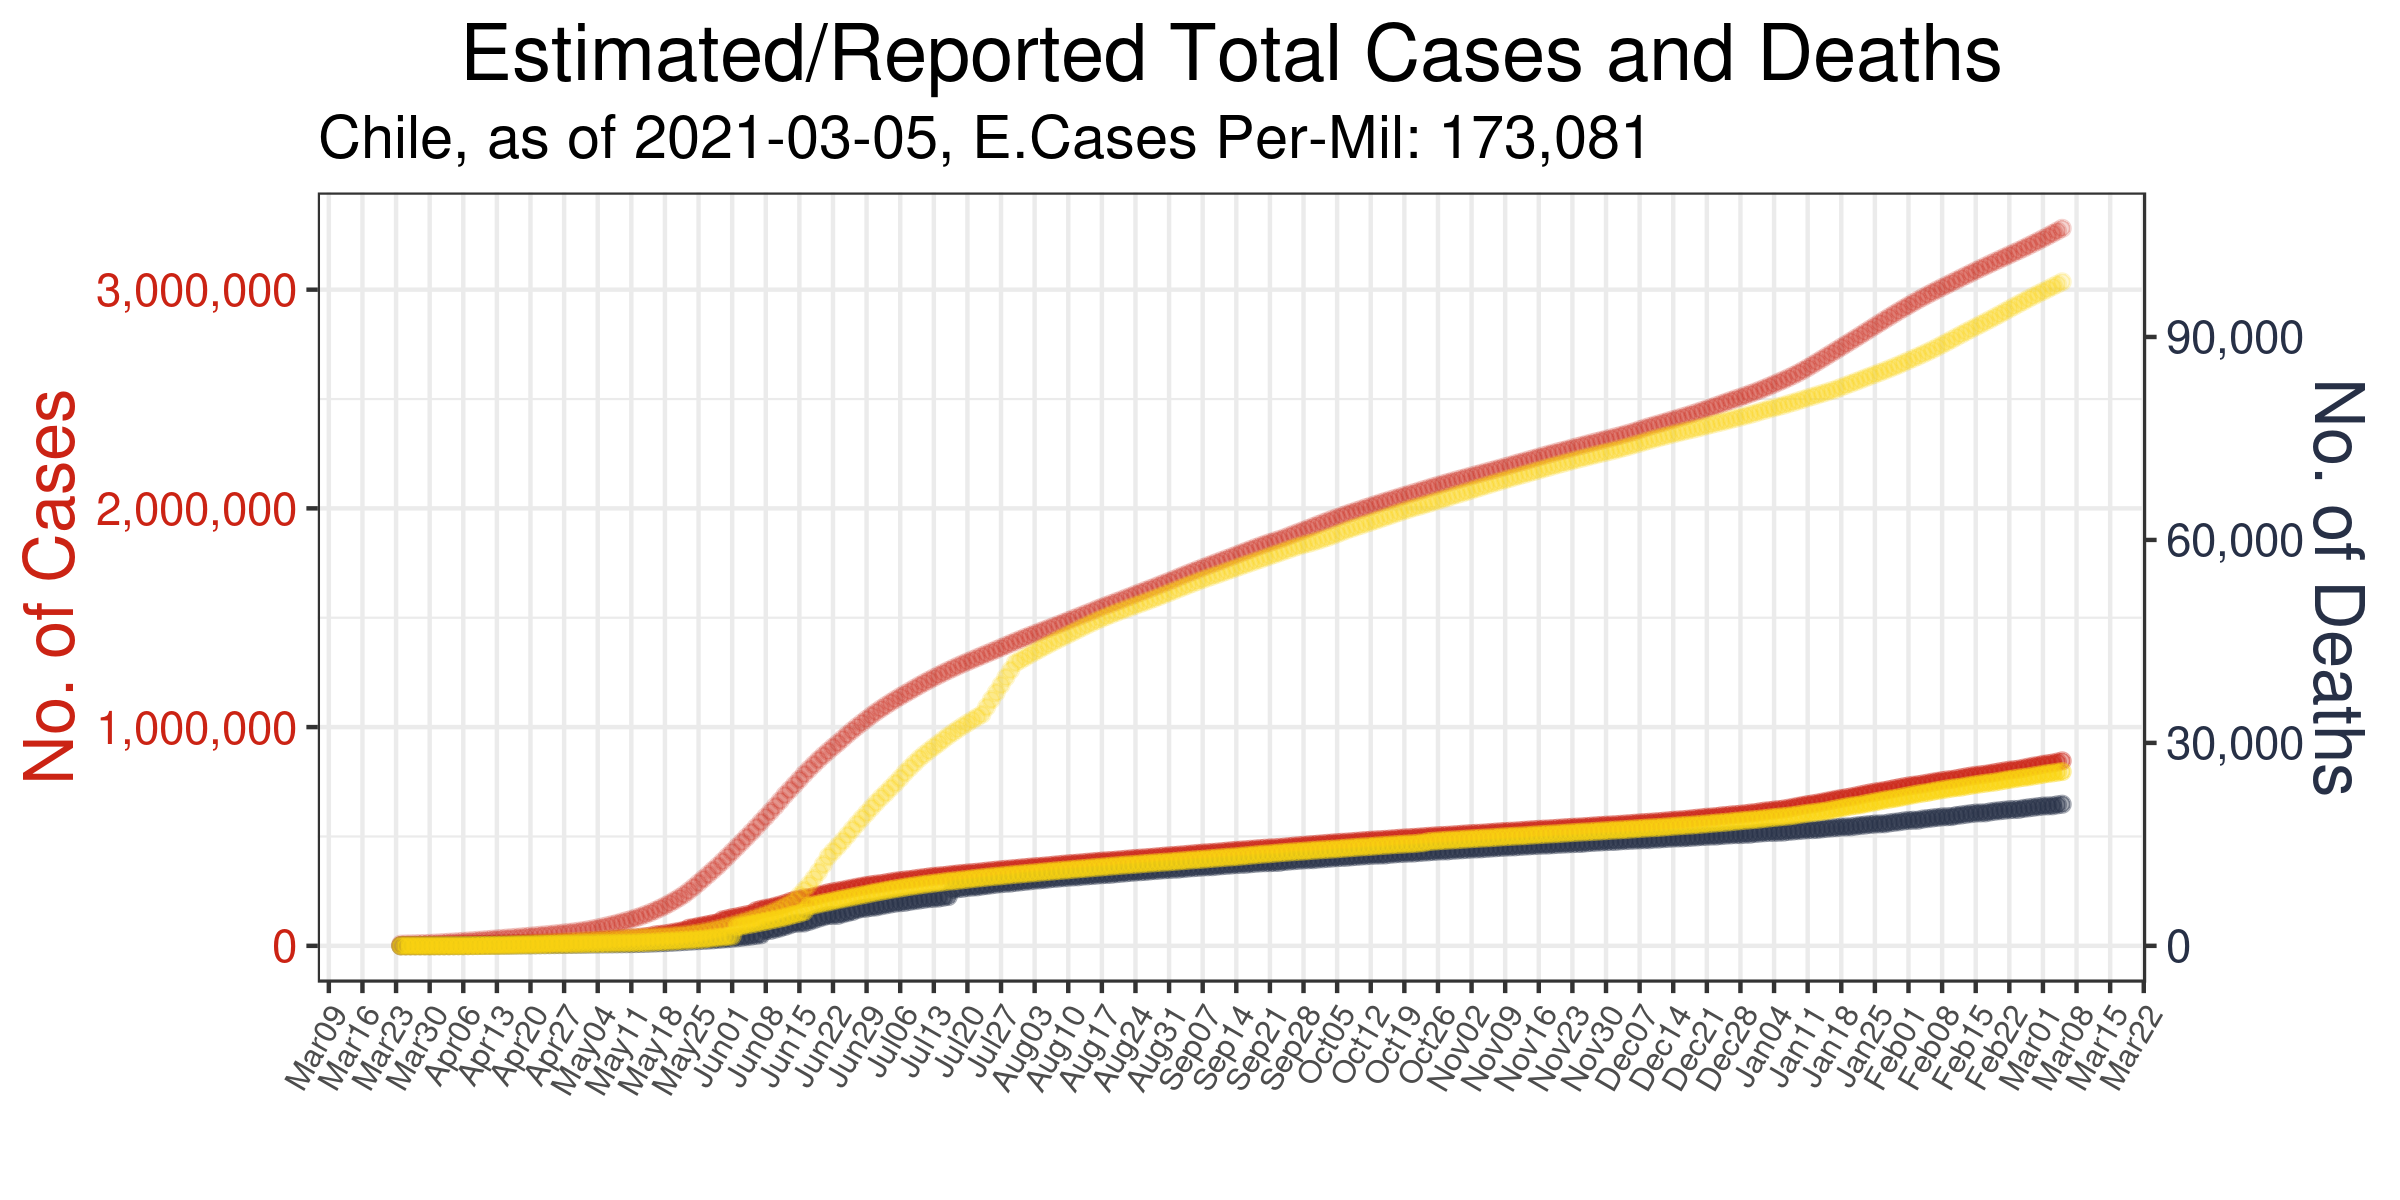 Estimated/Reported Total Cases and Deaths
Chile, as of 2021-03-05, E.Cases Per-Mil: 173,081
No. of Cases
3,000,000
2,000,000
1,000,000
0
90,000
60,000
30,000
0
No. of Deaths
Mar09
Mar16
Mar23
Mar30
Apr06
Apr13
Apr20
Apr27
May04
May11
May18
May25
Jun01
Jun08
Jun15
Jun22
Jun29
Jul06
Jul13
Jul20
Jul27
Aug03
Aug10
Aug17
Aug24
Aug31
Sep07
Sep14
Sep21
Sep28
Oct05
Oct12
Oct19
Oct26
Nov02
Nov09
Nov16
Nov23
Nov30
Dec07
Dec14
Dec21
Dec28
Jan04
Jan11
Jan18
Jan25
Feb01
Feb08
Feb15
Feb22
Mar01
Mar08
Mar15
Mar22